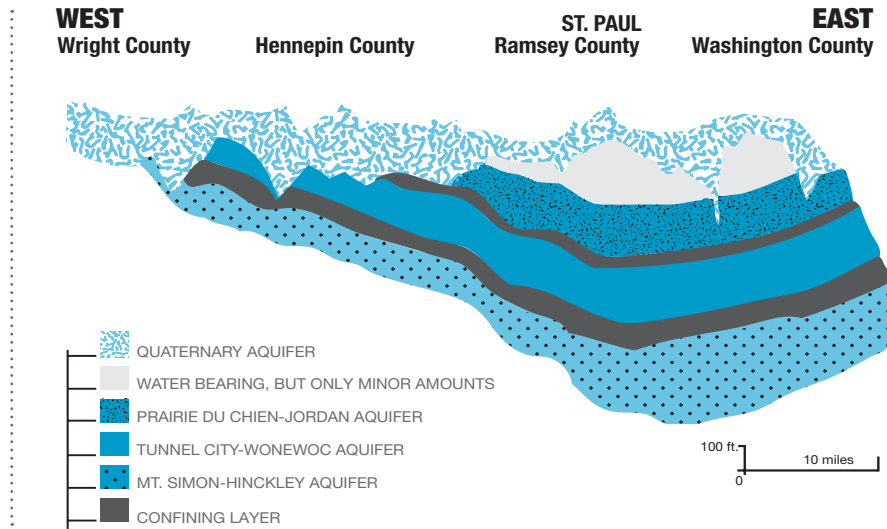 WEST
Wright County
Hennepin County
ST. PAUL
Ramsey County
EAST
Washington County
QUATERNARY AQUIFER
WATER BEARING, BUT ONLY MINOR AMOUNTS
PRAIRIE DU CHIEN-JORDAN AQUIFER
TUNNEL CITY-WONEWOC AQUIFER
MT. SIMON-HINCKLEY AQUIFER
CONFINING LAYER
100 ft.
10 miles
0